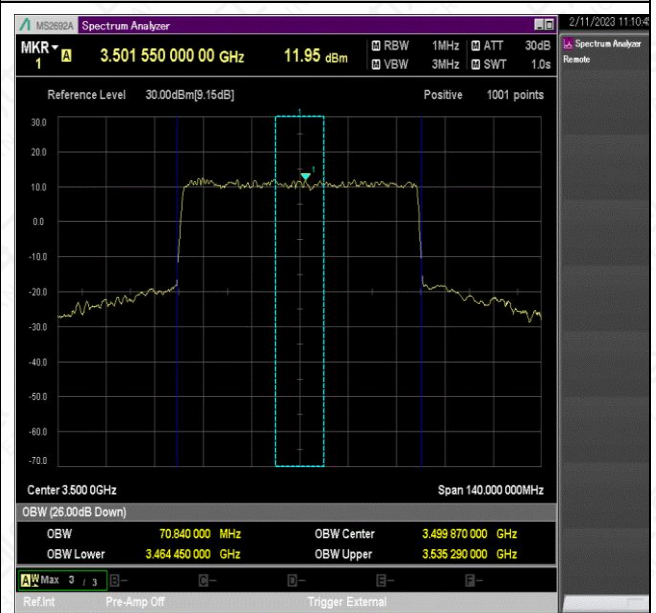 MS2692A Spectrum Analyzer
2/11/2023 11:10:45
MKR 1 A 3.501 550 000 00 GHz 11.95 dBm
M RBW 1MHz M ATT 30dB
M VBW 3MHz M SWT 1.0s
Spectrum Analyzer
Remote
Reference Level 30.00dBm[9.15dB] Positive 1001 points
1
30.0
20.0
1
10.0
0.0
-10.0
-20.0
-30.0
-40.0
-50.0
-60.0
-70.0
Center 3.500 0GHz Span 140.000 000MHz
OBW (26.00dB Down)
OBW 70.840 000 MHz OBW Center 3.499 870 000 GHz
OBW Lower 3.464 450 000 GHz OBW Upper 3.535 290 000 GHz
A W Max 3 / 3 B- C- D- E- F-
Ref.Int Pre-Amp Off Trigger External